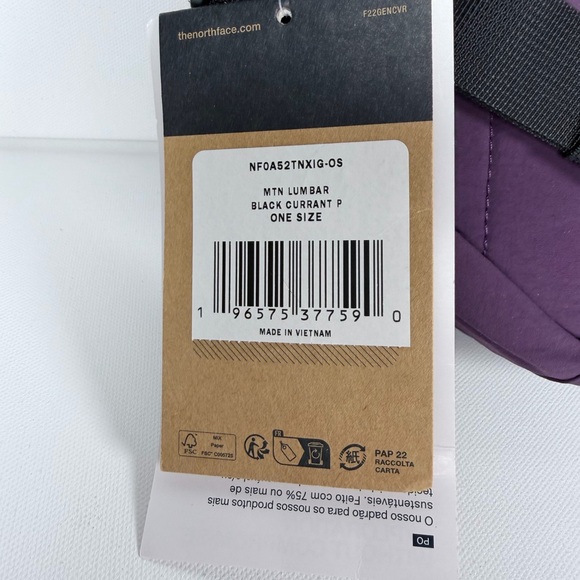 thenorthface.com
F22GENCVR
NF0A52TNXIG-OS
MTN LUMBAR
BLACK CURRANT P
ONE SIZE
1 96575 37759 0
MADE IN VIETNAM
FSC
MIX
Paper
FR
紙
PAP 22
RACCOLTA
CARTA
PO
O nosso padrão para os nossos produtos mais
sustentáveis. Feito com 75% ou mais de